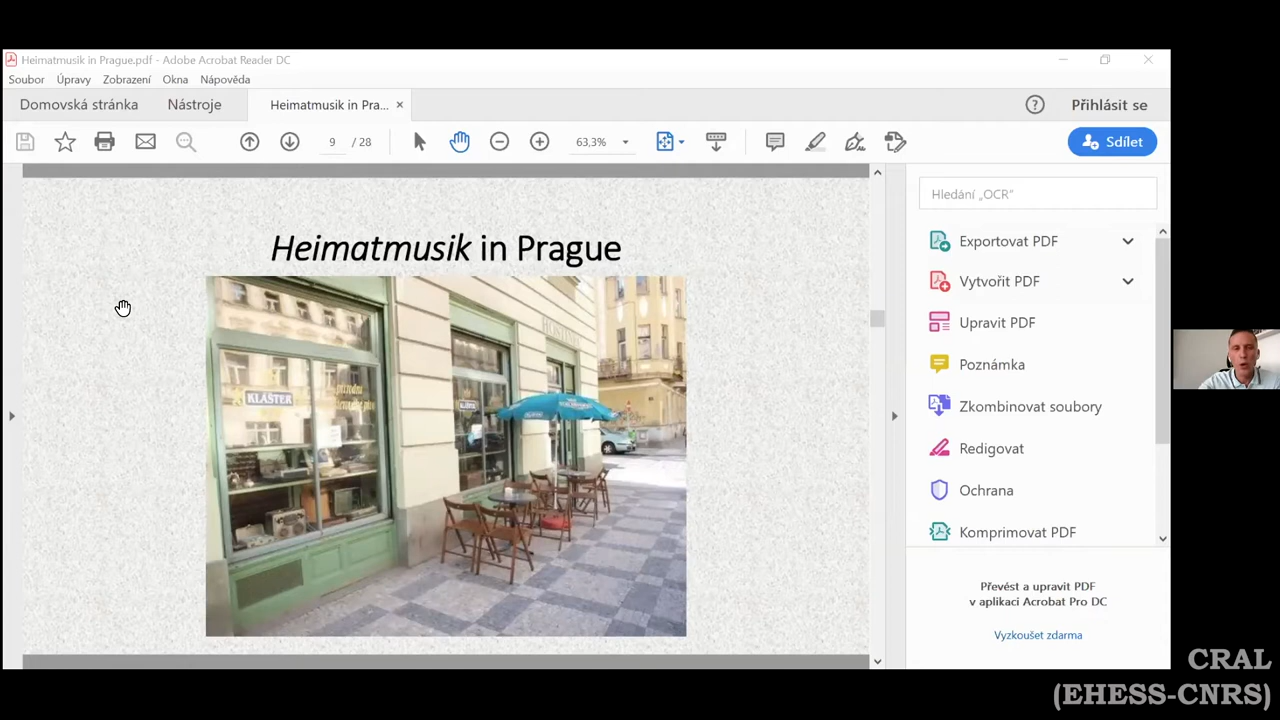 Heimatmusik in Prague.pdf - Adobe Acrobat Reader DC
Soubor Úpravy Zobrazení Okna Nápověda
Domovská stránka Nástroje Heimatmusik in Pra... × ? Přihlásit se
9 / 28 63,3% Sdílet
Heimatmusik in Prague
KLÁŠTER
HOSTINEC
Hledání „OCR"
Exportovat PDF
Vytvořit PDF
Upravit PDF
Poznámka
Zkombinovat soubory
Redigovat
Ochrana
Komprimovat PDF
Převést a upravit PDF
v aplikaci Acrobat Pro DC
Vyzkoušet zdarma
CRAL
(EHESS-CNRS)